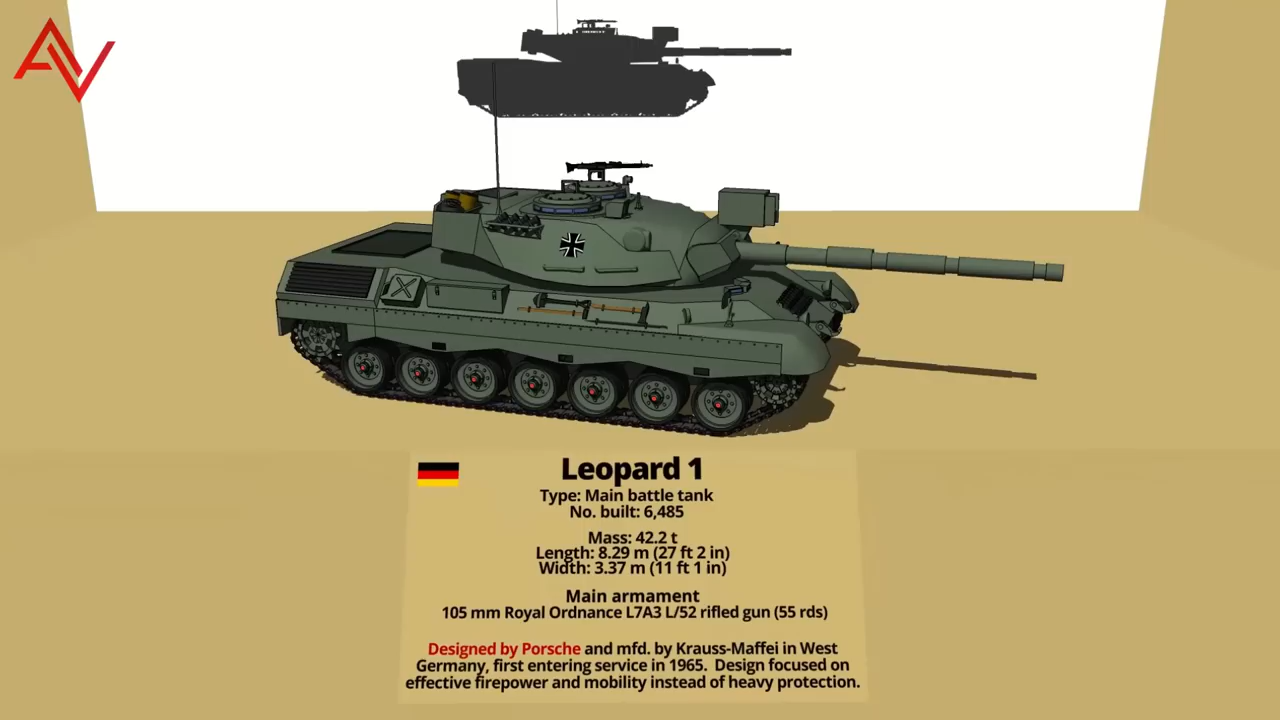 AV
Leopard 1
Type: Main battle tank
No. built: 6,485
Mass: 42.2 t
Length: 8.29 m (27 ft 2 in)
Width: 3.37 m (11 ft 1 in)
Main armament
105 mm Royal Ordnance L7A3 L/52 rifled gun (55 rds)
Designed by Porsche and mfd. by Krauss-Maffei in West
Germany, first entering service in 1965.  Design focused on
effective firepower and mobility instead of heavy protection.